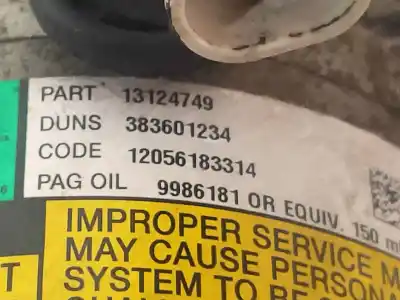 PART 13124749
DUNS 383601234
CODE 12056183314
PAG OIL 9986181 OR EQUIV. 150 m
IMPROPER SERVICE M
MAY CAUSE PERSONA
T SYSTEM TO BE